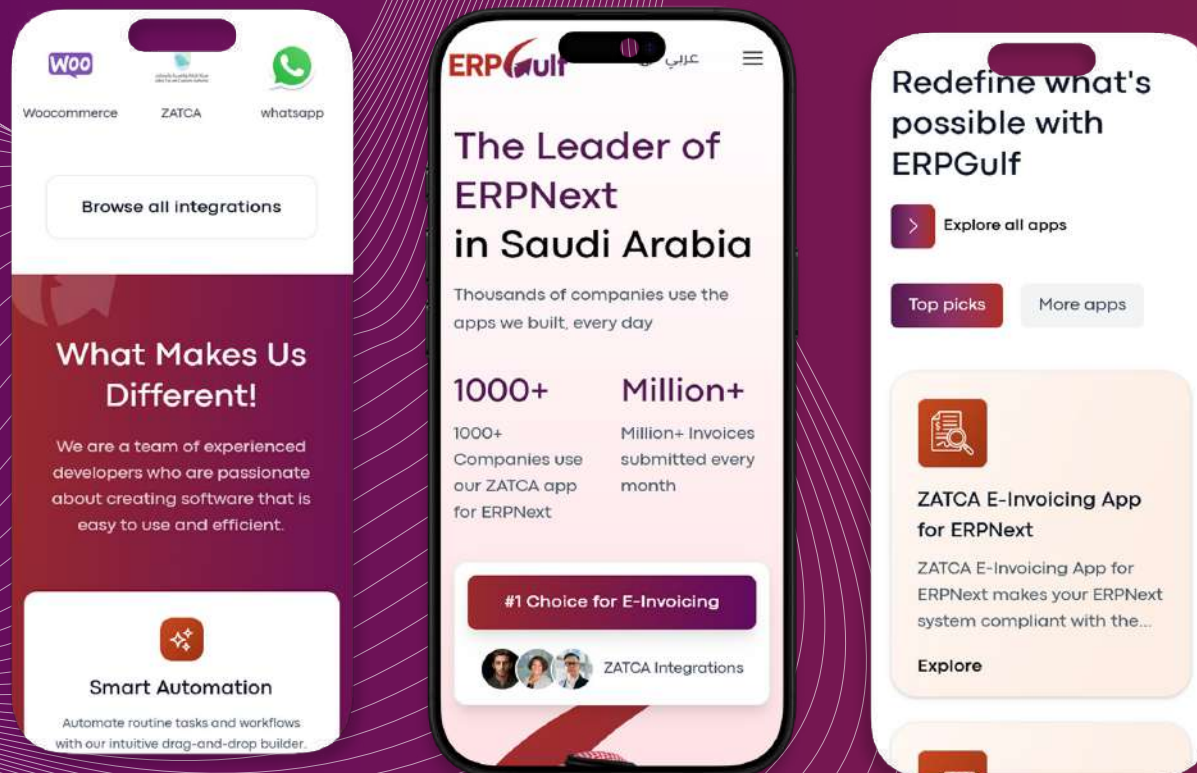 WOO
Woocommerce
ZATCA
whatsapp
Browse all integrations
What Makes Us
Different!
We are a team of experienced
developers who are passionate
about creating software that is
easy to use and efficient.
Smart Automation
Automate routine tasks and workflows
with our intuitive drag-and-drop builder.
ERPGulf
عربي
The Leader of
ERPNext
in Saudi Arabia
Thousands of companies use the
apps we built, every day
1000+
1000+
Companies use
our ZATCA app
for ERPNext
Million+
Million+ Invoices
submitted every
month
#1 Choice for E-Invoicing
ZATCA Integrations
Redefine what's
possible with
ERPGulf
Explore all apps
Top picks
More apps
ZATCA E-Invoicing App
for ERPNext
ZATCA E-Invoicing App for
ERPNext makes your ERPNext
system compliant with the...
Explore